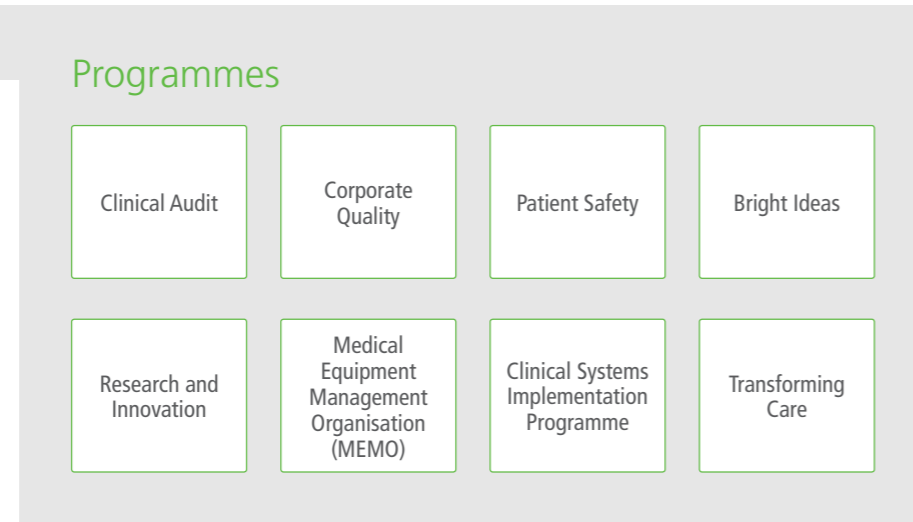 Programmes
Clinical Audit
Corporate
Quality
Patient Safety
Bright Ideas
Research and
Innovation
Medical
Equipment
Management
Organisation
(MEMO)
Clinical Systems
Implementation
Programme
Transforming
Care